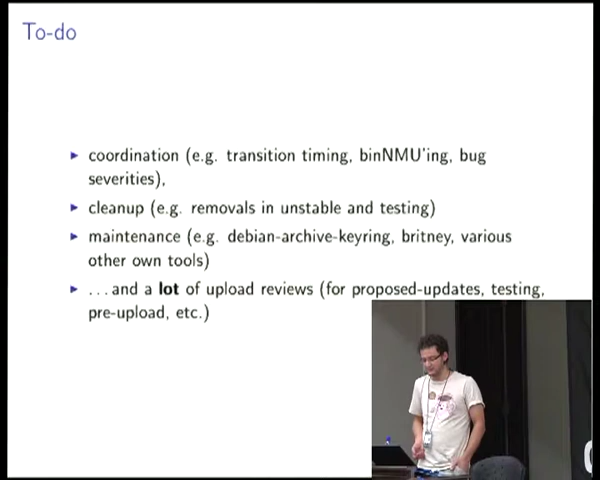 To-do
▶ coordination (e.g. transition timing, binNMU'ing, bug
severities),
▶ cleanup (e.g. removals in unstable and testing)
▶ maintenance (e.g. debian-archive-keyring, britney, various
other own tools)
▶ ...and a lot of upload reviews (for proposed-updates, testing,
pre-upload, etc.)